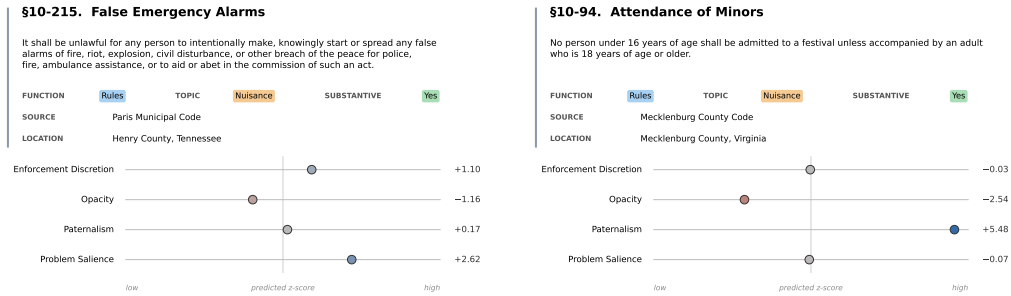 §10-215. False Emergency Alarms
It shall be unlawful for any person to intentionally make, knowingly start or spread any false
alarms of fire, riot, explosion, civil disturbance, or other breach of the peace for police,
fire, ambulance assistance, or to aid or abet in the commission of such an act.
FUNCTION Rules TOPIC Nuisance SUBSTANTIVE Yes
SOURCE Paris Municipal Code
LOCATION Henry County, Tennessee
Enforcement Discretion +1.10
Opacity −1.16
Paternalism +0.17
Problem Salience +2.62
low predicted z-score high
§10-94. Attendance of Minors
No person under 16 years of age shall be admitted to a festival unless accompanied by an adult
who is 18 years of age or older.
FUNCTION Rules TOPIC Nuisance SUBSTANTIVE Yes
SOURCE Mecklenburg County Code
LOCATION Mecklenburg County, Virginia
Enforcement Discretion −0.03
Opacity −2.54
Paternalism +5.48
Problem Salience −0.07
low predicted z-score high